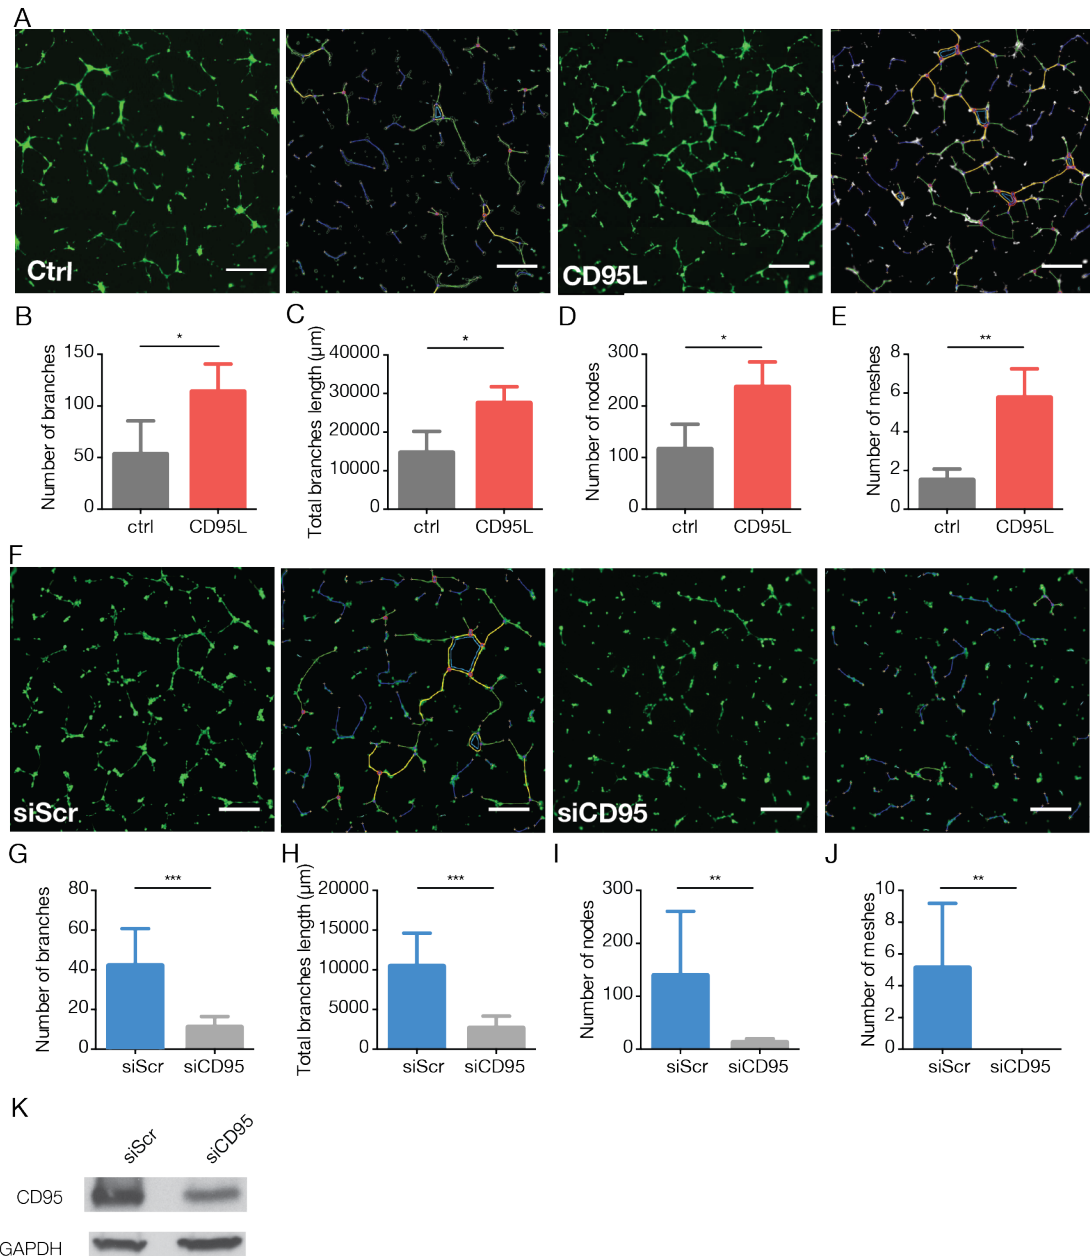 A
Ctrl
CD95L
B
C
D
E
Number of branches
150
100
50
0
*
ctrl
CD95L
Total branches length (µm)
40000
30000
20000
10000
0
*
ctrl
CD95L
Number of nodes
300
200
100
0
*
ctrl
CD95L
Number of meshes
8
6
4
2
0
**
ctrl
CD95L
F
siScr
siCD95
G
H
I
J
Number of branches
80
60
40
20
0
***
siScr
siCD95
Total branches length (µm)
20000
15000
10000
5000
0
***
siScr
siCD95
Number of nodes
300
200
100
0
**
siScr
siCD95
Number of meshes
10
8
6
4
2
0
**
siScr
siCD95
K
siScr
siCD95
CD95
GAPDH